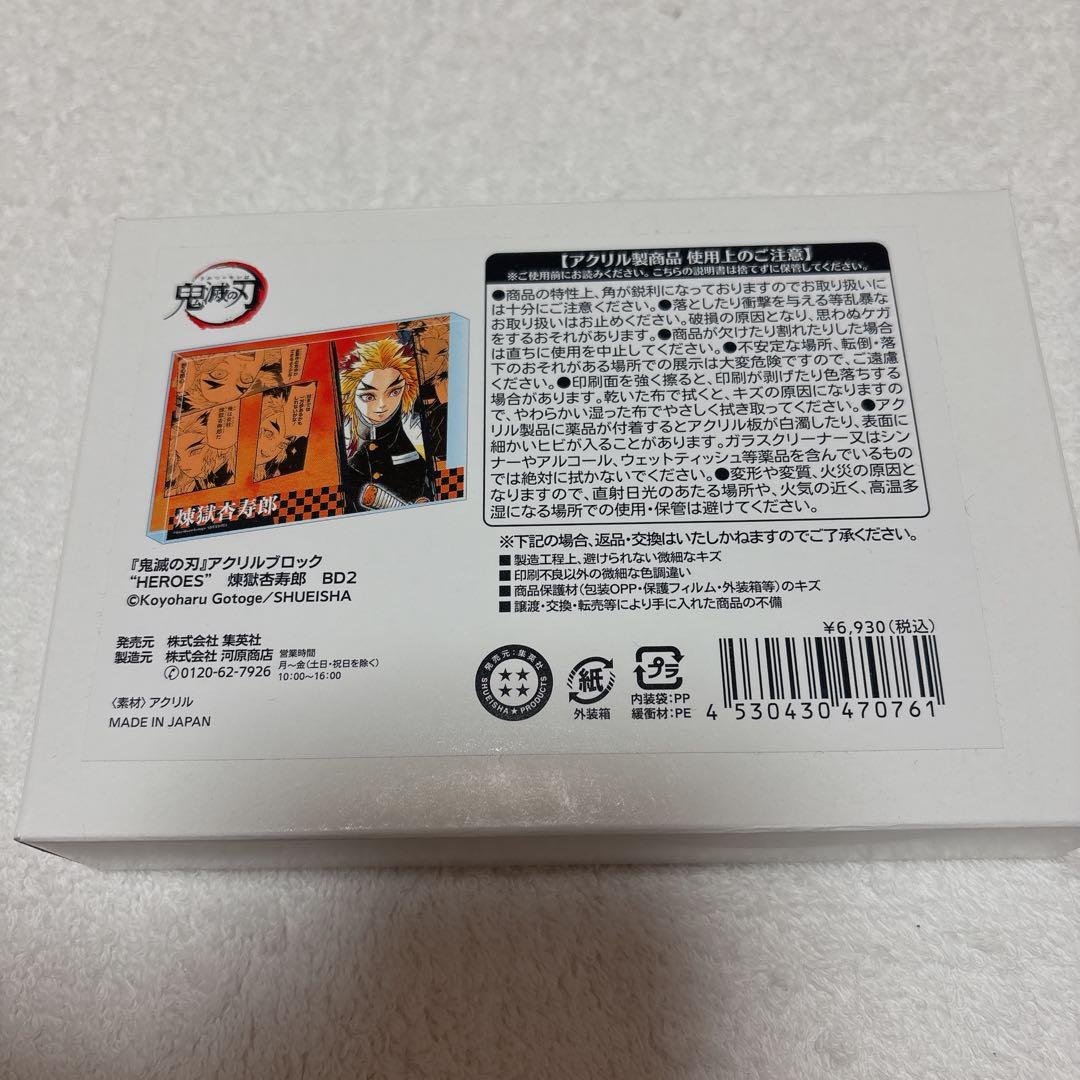 鬼滅の刃
煉獄杏寿郎
『鬼滅の刃』アクリルブロック
“HEROES” 煉獄杏寿郎 BD2
©Koyoharu Gotoge/SHUEISHA
発売元 株式会社 集英社
製造元 株式会社 河原商店
0120-62-7926
営業時間
月〜金(土日・祝日を除く)
10:00〜16:00
〈素材〉アクリル
MADE IN JAPAN
【アクリル製商品 使用上のご注意】
※ご使用前にお読みください。こちらの説明書は捨てずに保管してください。
●商品の特性上、角が鋭利になっておりますのでお取り扱いに
は十分にご注意ください。●落としたり衝撃を与える等乱暴な
お取り扱いはお止めください。破損の原因となり、思わぬケガ
をするおそれがあります。●商品が欠けたり割れたりした場合
は直ちに使用を中止してください。●不安定な場所、転倒・落
下のおそれがある場所での展示は大変危険ですので、ご遠慮
ください。●印刷面を強く擦ると、印刷が剥げたり色落ちする
場合があります。乾いた布で拭くと、キズの原因になりますの
で、やわらかい湿った布でやさしく拭き取ってください。●アク
リル製品に薬品が付着するとアクリル板が白濁したり、表面に
細かいヒビが入ることがあります。ガラスクリーナー又はシン
ナーやアルコール、ウェットティッシュ等薬品を含んでいるもの
では絶対に拭かないでください。●変形や変質、火災の原因と
なりますので、直射日光のあたる場所や、火気の近く、高温多
湿になる場所での使用・保管は避けてください。
※下記の場合、返品・交換はいたしかねますのでご了承ください。
■製造工程上、避けられない微細なキズ
■印刷不良以外の微細な色調違い
■商品保護材(包装OPP・保護フィルム・外装箱等)のキズ
■譲渡・交換・転売等により手に入れた商品の不備
¥6,930(税込)
発売元:集英社
SHUEISHA★PRODUCTS
紙
外装箱
プラ
内装袋:PP
緩衝材:PE
4 530430 470761